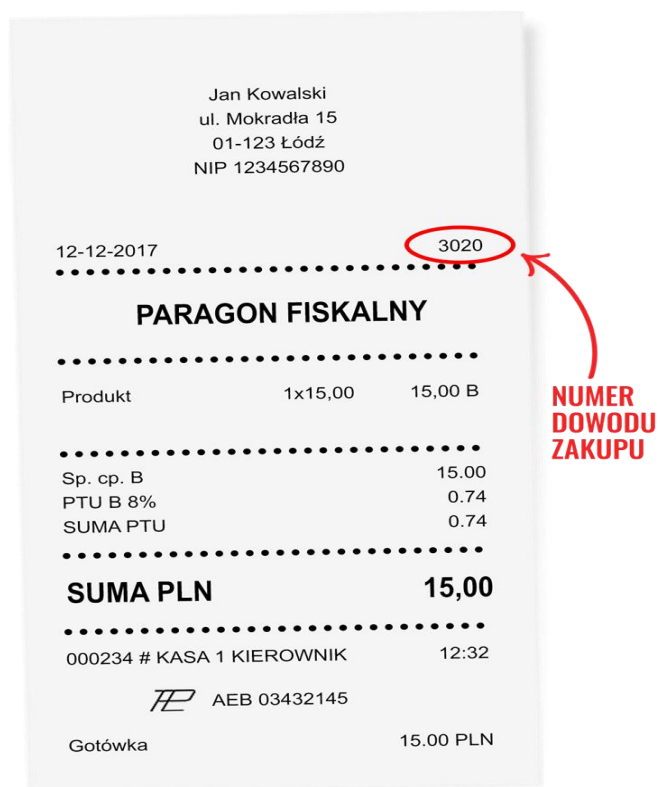 Jan Kowalski
ul. Mokradła 15
01-123 Łódź
NIP 1234567890
12-12-2017 3020
PARAGON FISKALNY
Produkt 1x15,00 15,00 B
NUMER
DOWODU
ZAKUPU
Sp. cp. B 15.00
PTU B 8% 0.74
SUMA PTU 0.74
SUMA PLN 15,00
000234 # KASA 1 KIEROWNIK 12:32
AEB 03432145
Gotówka 15.00 PLN